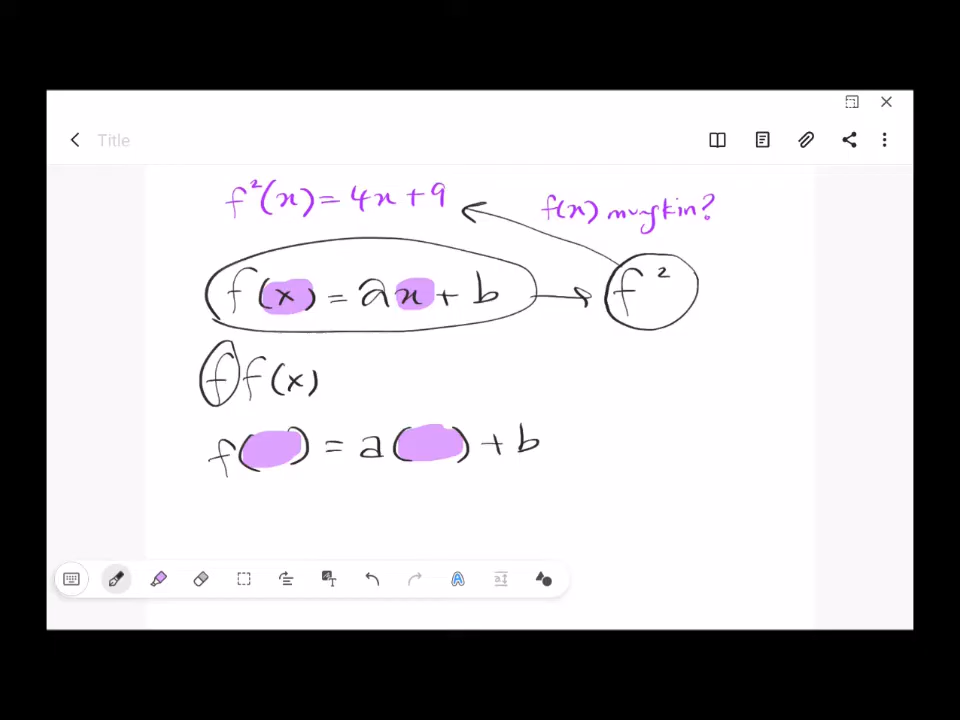 Title
f²(x) = 4x + 9
f(x) mungkin?
f(x) = ax + b
f²
f f(x)
f( ) = a( ) + b